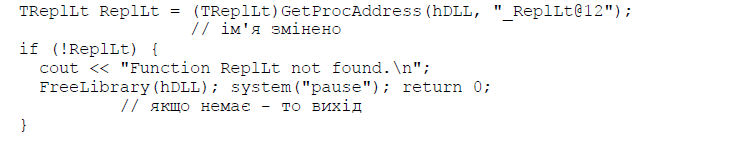 TReplLt ReplLt = (TReplLt)GetProcAddress(hDLL, "_ReplLt@12");
// ім'я змінено
if (!ReplLt) {
cout << "Function ReplLt not found.\n";
FreeLibrary(hDLL); system("pause"); return 0;
// якщо немає – то вихід
}